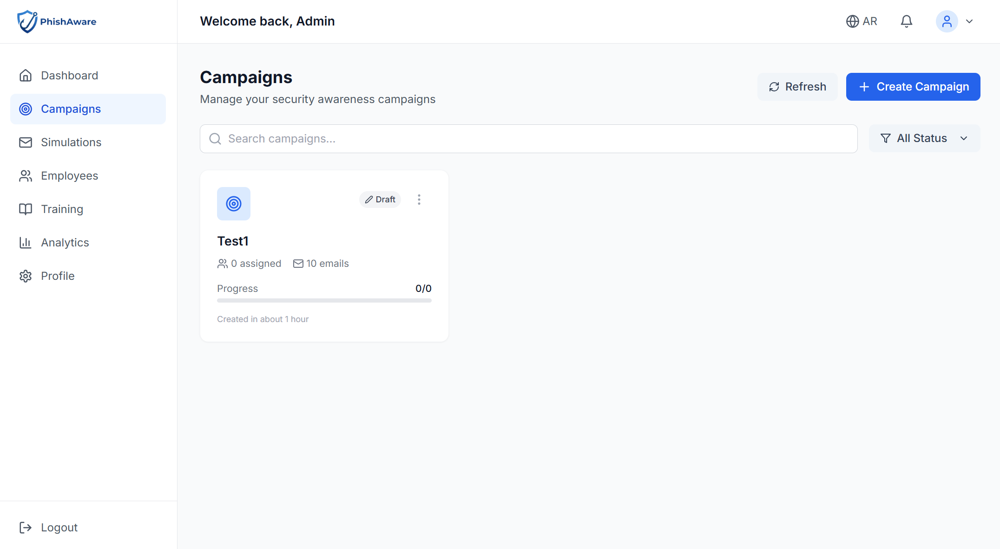 PhishAware
Welcome back, Admin
AR
Dashboard
Campaigns
Simulations
Employees
Training
Analytics
Profile
Logout
Campaigns
Manage your security awareness campaigns
Refresh
Create Campaign
Search campaigns...
All Status
Draft
Test1
0 assigned 10 emails
Progress 0/0
Created in about 1 hour